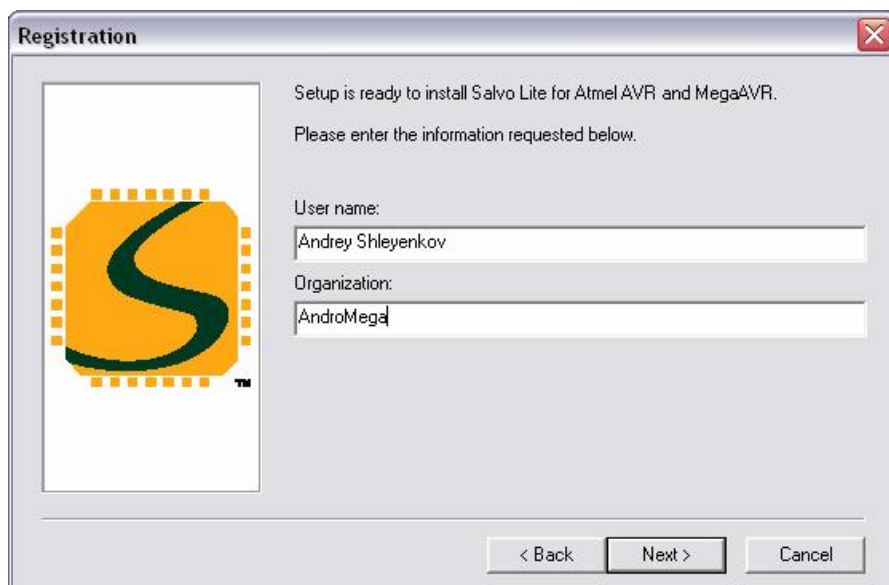 Registration
Setup is ready to install Salvo Lite for Atmel AVR and MegaAVR.
Please enter the information requested below.
User name:
Andrey Shleyenkov
Organization:
AndroMega
TM
< Back
Next >
Cancel